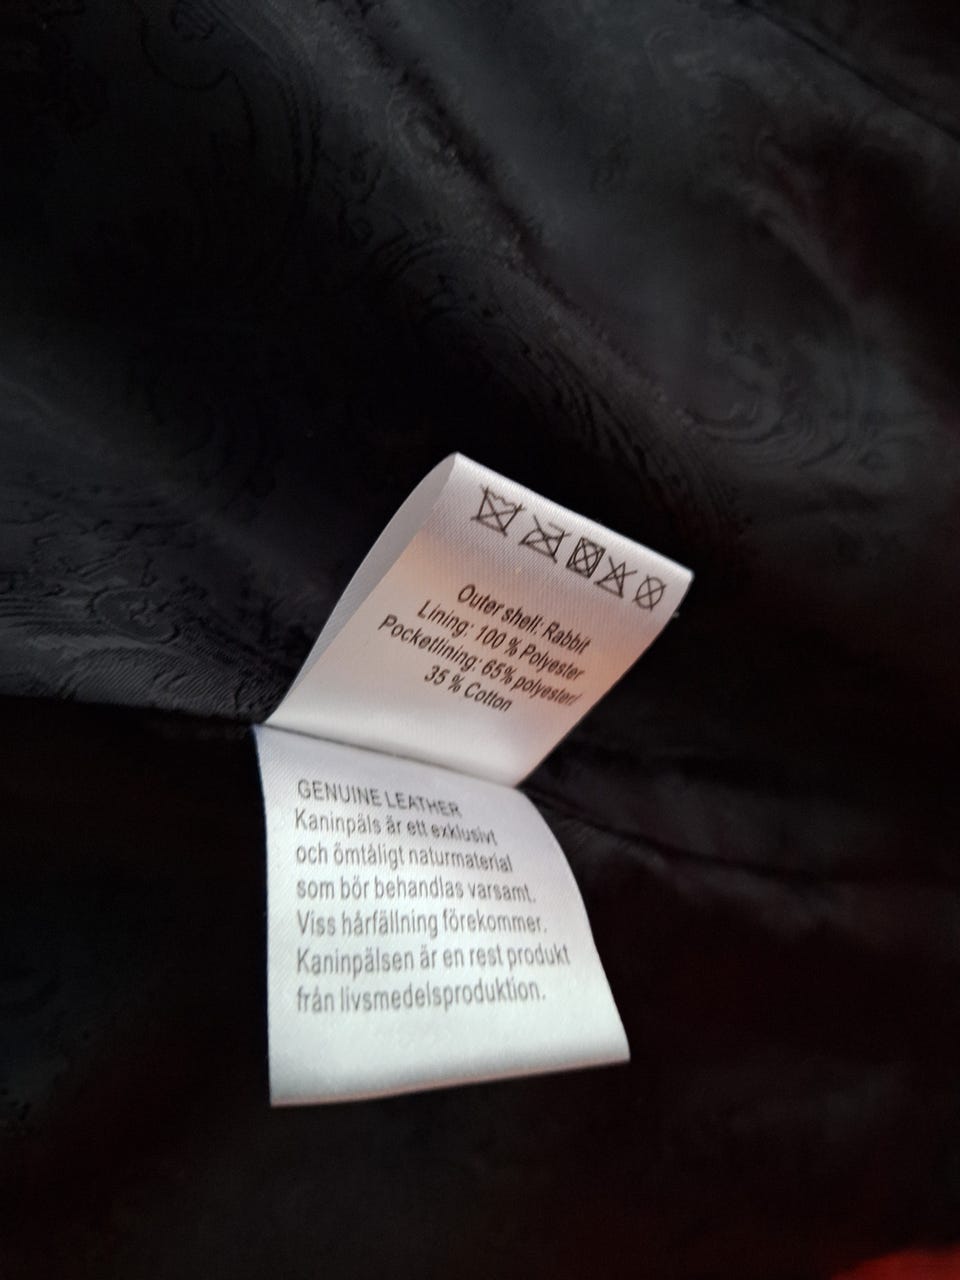 Outer shell: Rabbit
Lining: 100 % Polyester
Pocketlining: 65% polyester/
35 % Cotton
GENUINE LEATHER
Kaninpäls är ett exklusivt
och ömtåligt naturmaterial
som bör behandlas varsamt.
Viss hårfällning förekommer.
Kaninpälsen är en rest produkt
från livsmedelsproduktion.